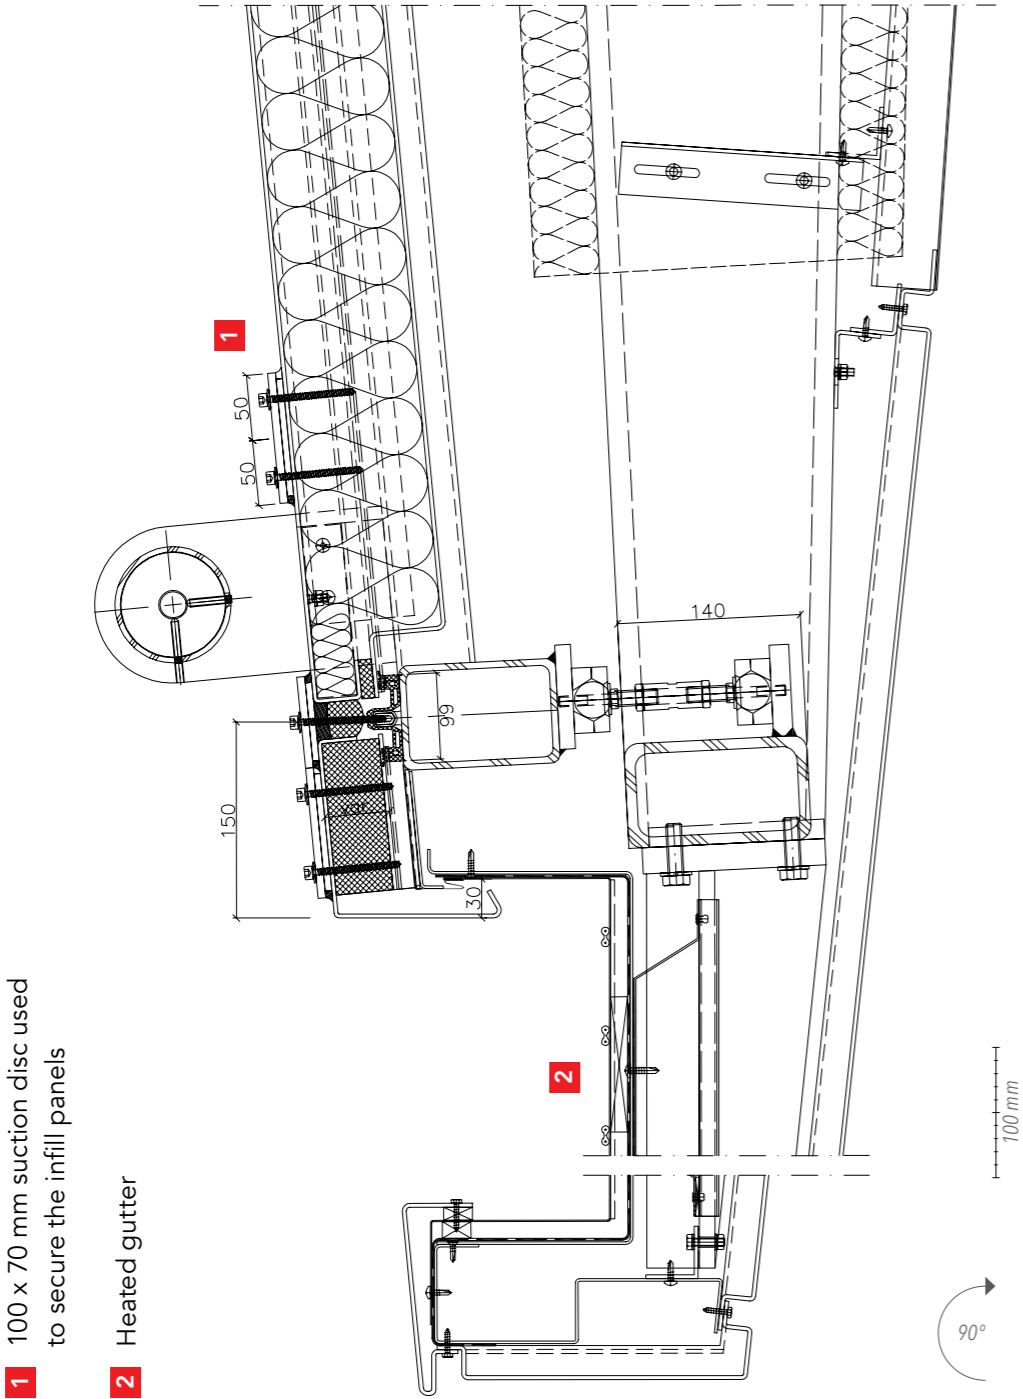 1 100 x 70 mm suction disc used
to secure the infill panels
2 Heated gutter
1
50
50
150
99
140
30
2
100 mm
90°